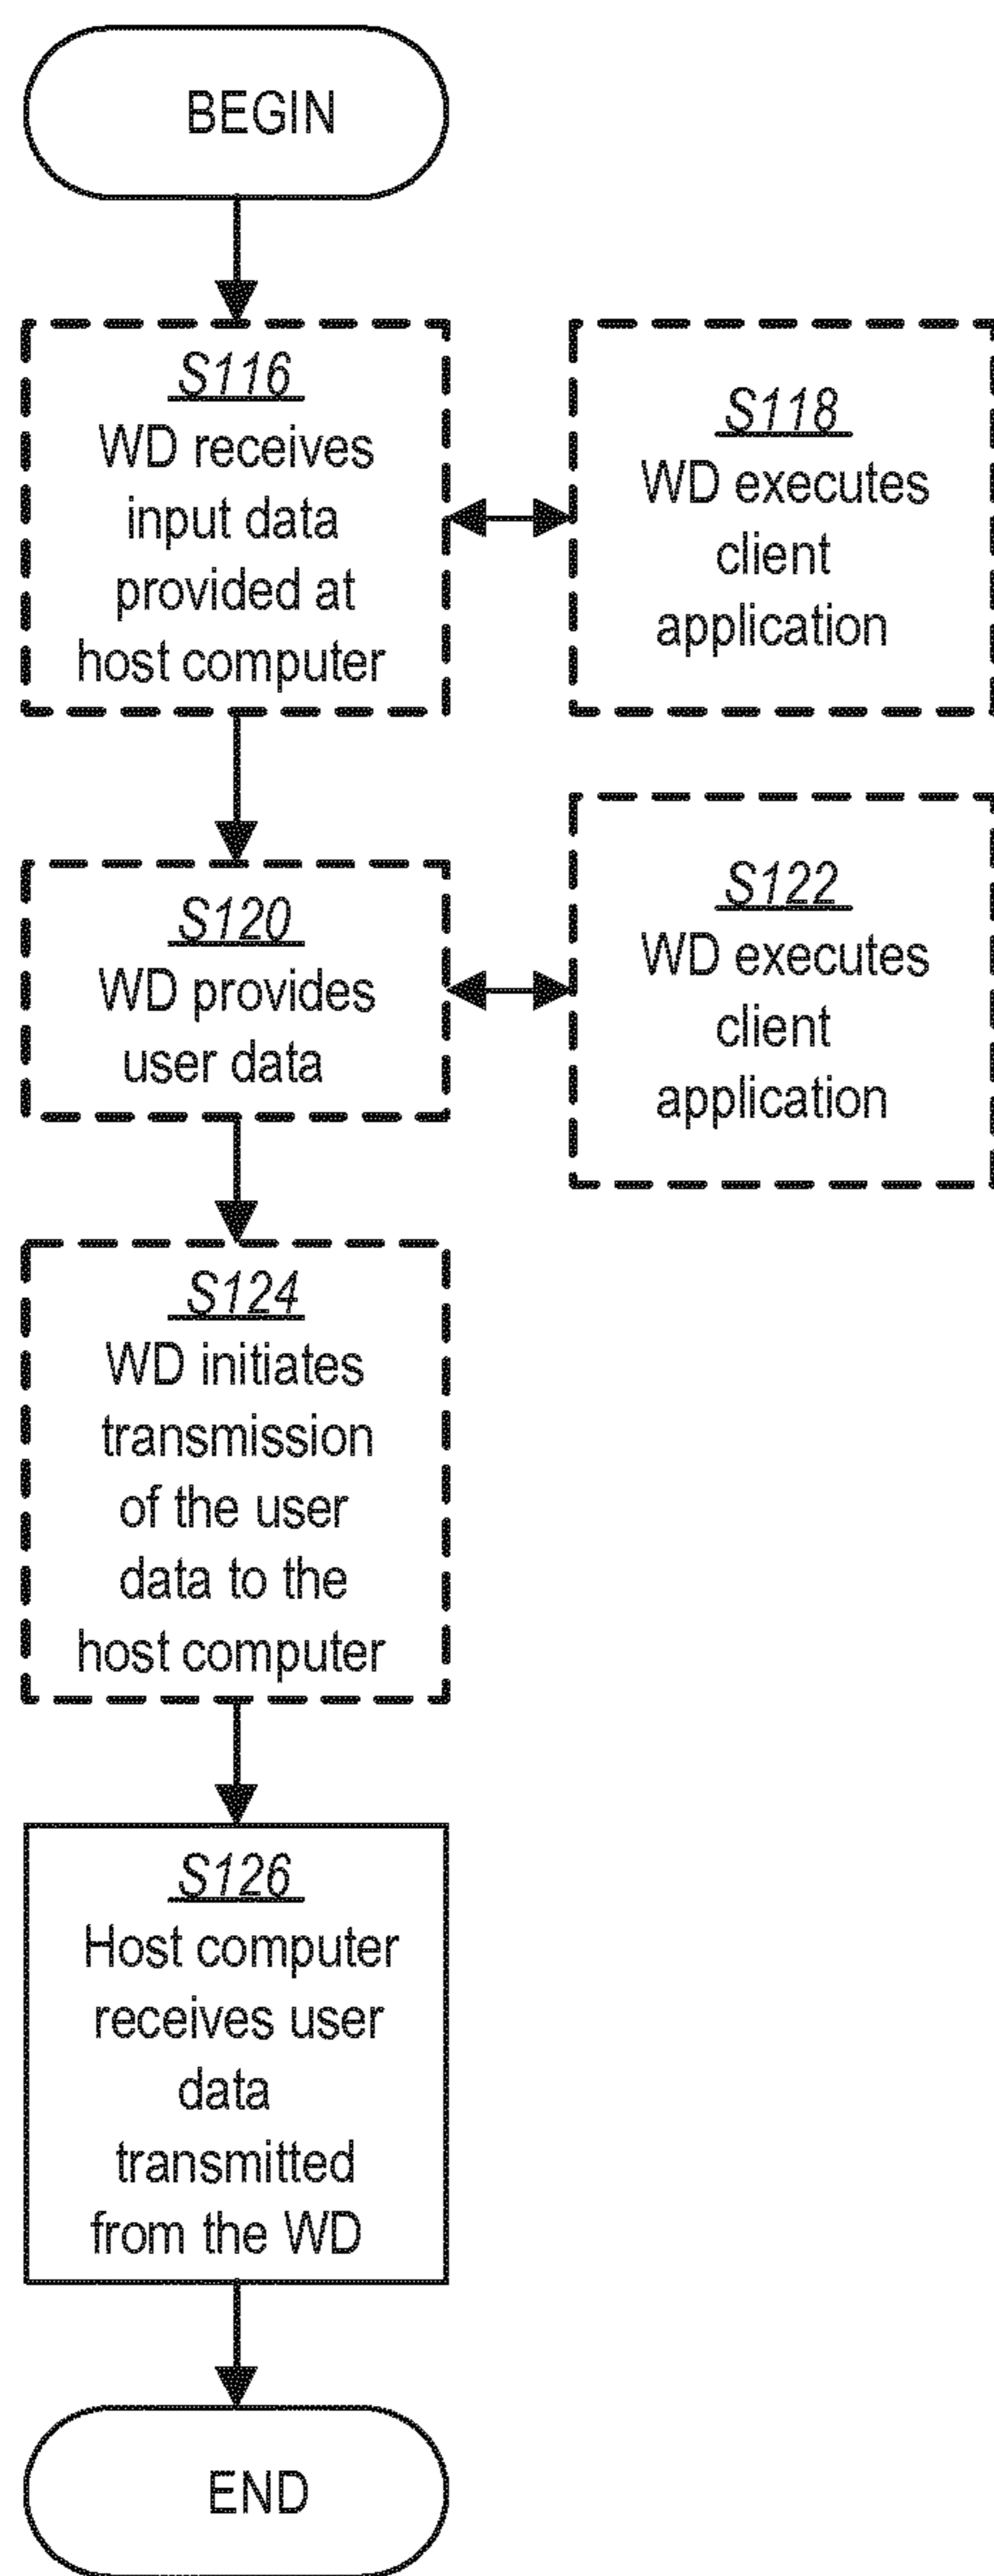 BEGIN
S116
WD receives
input data
provided at
host computer
S118
WD executes
client
application
S120
WD provides
user data
S122
WD executes
client
application
S124
WD initiates
transmission
of the user
data to the
host computer
S126
Host computer
receives user
data
transmitted
from the WD
END